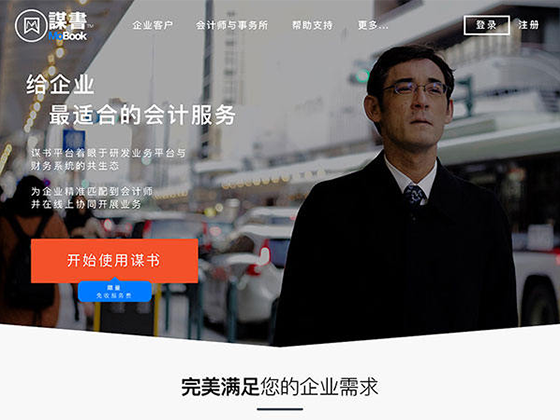 謀書™
MoBook
企业客户 会计师与事务所 帮助支持 更多...
登录 注册
给企业
最适合的会计服务
谋书平台着眼于研发业务平台与
财务系统的共生态
为企业精准匹配到会计师
并在线上协同开展业务
开始使用谋书
限量
免收服务费
完美满足您的企业需求